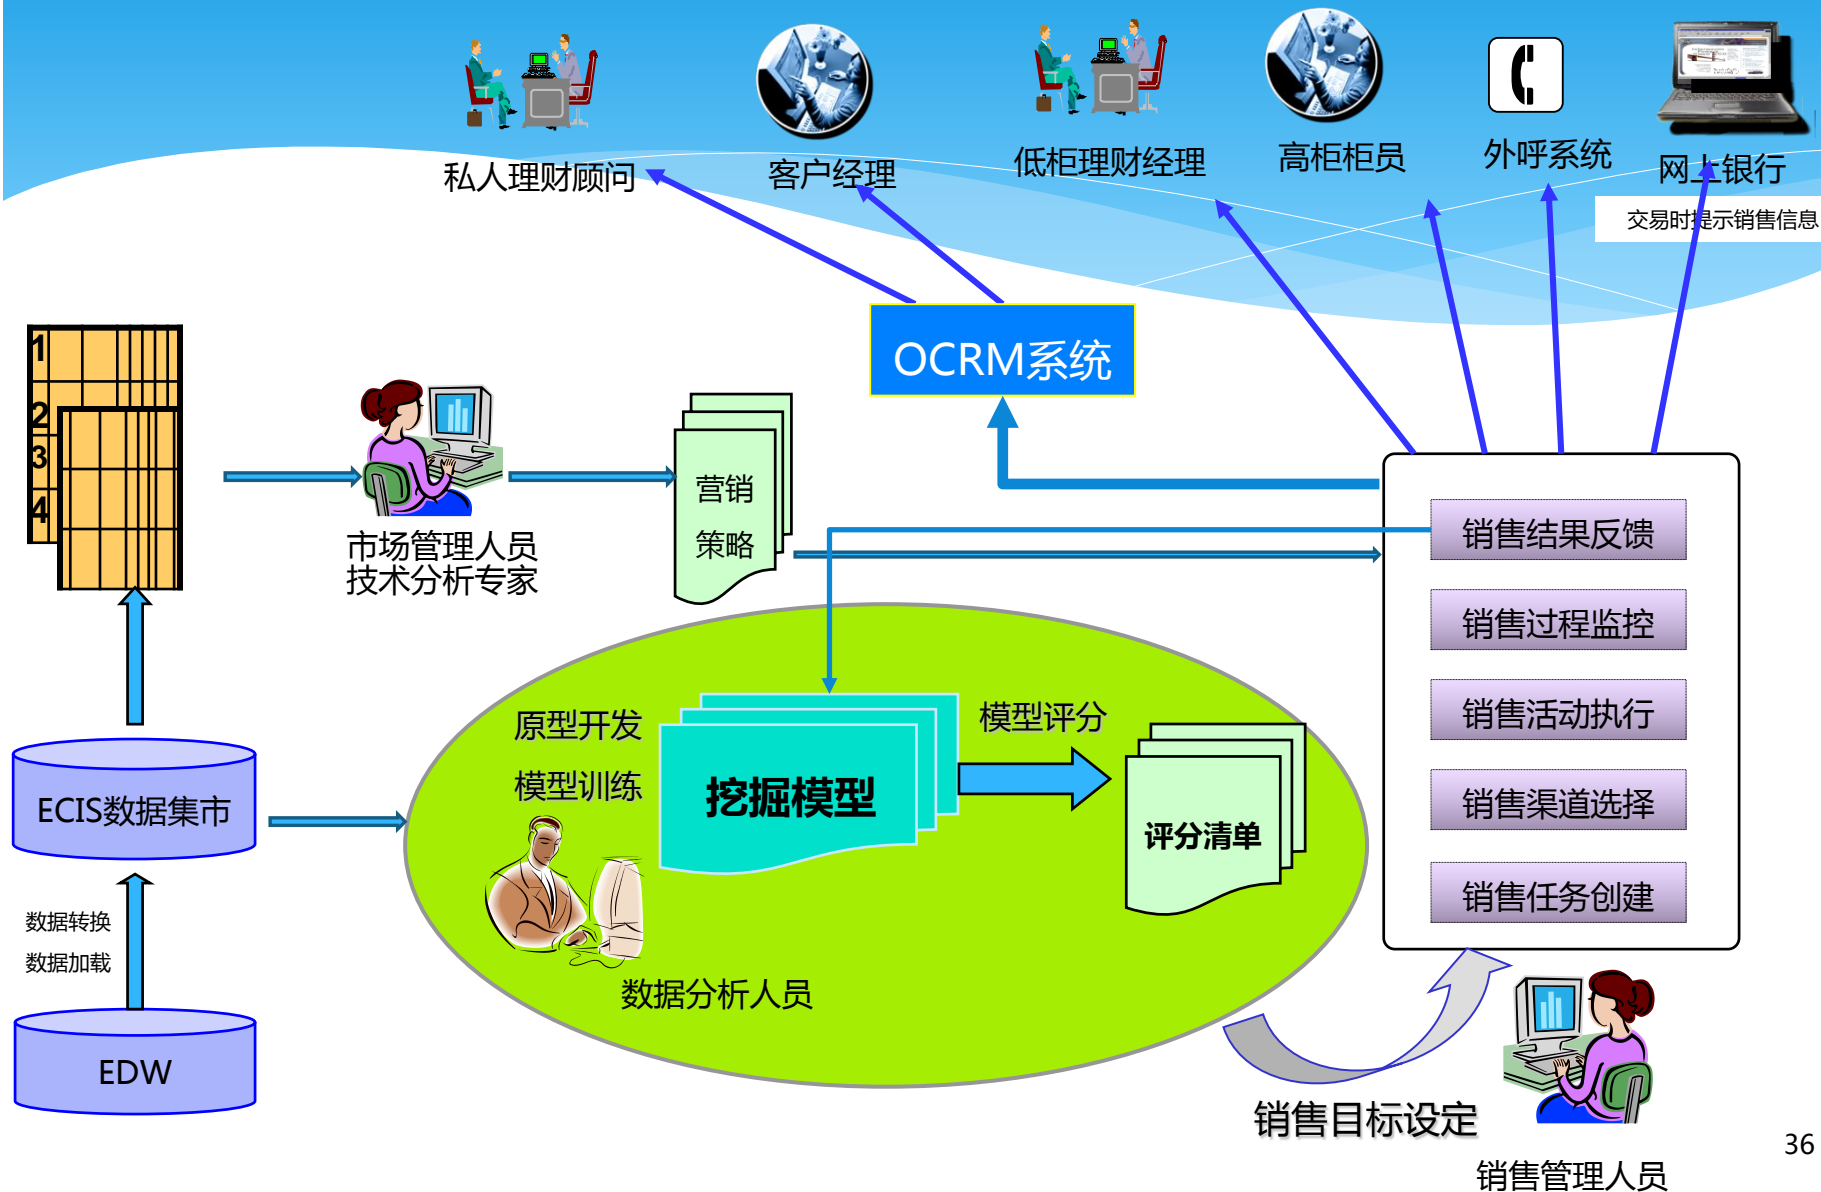 私人理财顾问
客户经理
低柜理财经理
高柜柜员
外呼系统
网上银行
交易时提示销售信息
OCRM系统
1
2
3
4
营销
策略
市场管理人员
技术分析专家
销售结果反馈
销售过程监控
销售活动执行
销售渠道选择
销售任务创建
原型开发
模型训练
挖掘模型
模型评分
评分清单
数据分析人员
ECIS数据集市
数据转换
数据加载
EDW
销售目标设定
销售管理人员
36